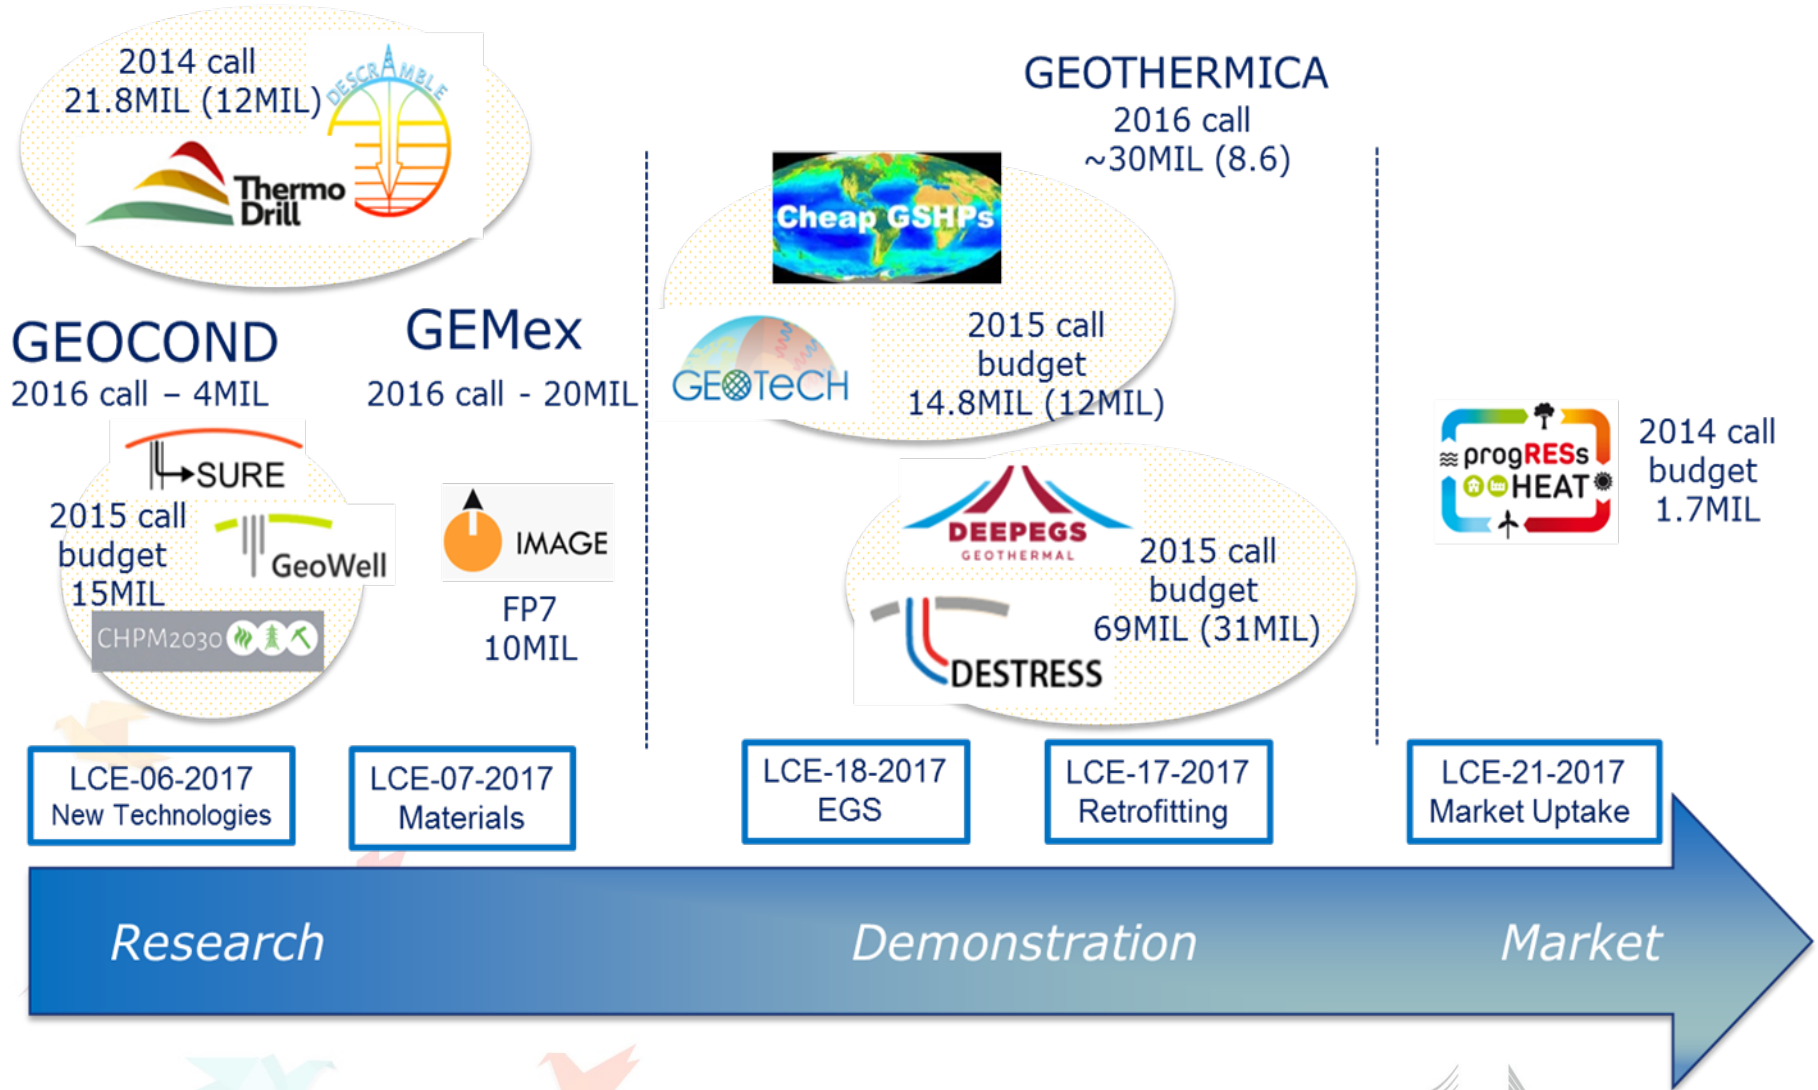 2014 call
21.8MIL (12MIL)
DESCRAMBLE
Thermo
Drill
GEOCOND
2016 call – 4MIL
GEMex
2016 call - 20MIL
SURE
2015 call
budget
15MIL
GeoWell
CHPM2030
IMAGE
FP7
10MIL
GEOTHERMICA
2016 call
~30MIL (8.6)
Cheap GSHPs
GEOTeCH
2015 call
budget
14.8MIL (12MIL)
DEEPEGS
GEOTHERMAL
2015 call
budget
69MIL (31MIL)
DESTRESS
progRESs
HEAT
2014 call
budget
1.7MIL
LCE-06-2017
New Technologies
LCE-07-2017
Materials
LCE-18-2017
EGS
LCE-17-2017
Retrofitting
LCE-21-2017
Market Uptake
Research
Demonstration
Market